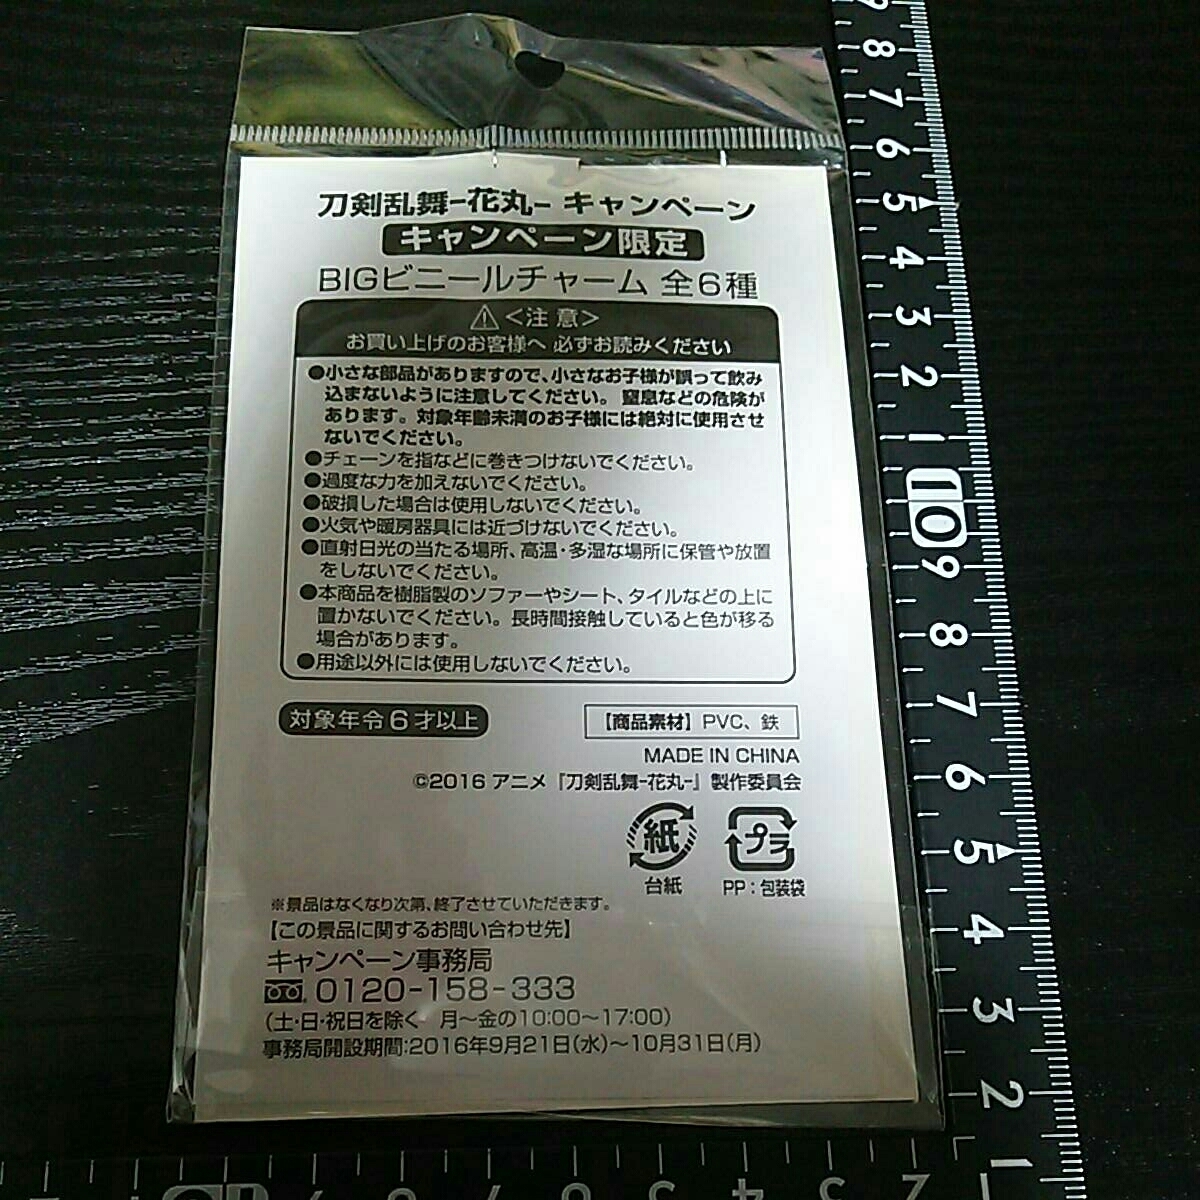 刀剣乱舞-花丸- キャンペーン
キャンペーン限定
BIGビニールチャーム 全6種
⚠<注 意>
お買い上げのお客様へ 必ずお読みください
●小さな部品がありますので、小さなお子様が誤って飲み
込まないように注意してください。 窒息などの危険が
あります。対象年齢未満のお子様には絶対に使用させ
ないでください。
●チェーンを指などに巻きつけないでください。
●過度な力を加えないでください。
●破損した場合は使用しないでください。
●火気や暖房器具には近づけないでください。
●直射日光の当たる場所、高温・多湿な場所に保管や放置
をしないでください。
●本商品を樹脂製のソファーやシート、タイルなどの上に
置かないでください。長時間接触していると色が移る
場合があります。
●用途以外には使用しないでください。
対象年令6才以上
【商品素材】PVC、鉄
MADE IN CHINA
©2016 アニメ『刀剣乱舞-花丸-』製作委員会
紙
プラ
台紙
PP:包装袋
※景品はなくなり次第、終了させていただきます。
【この景品に関するお問い合わせ先】
キャンペーン事務局
0120-158-333
(土・日・祝日を除く 月~金の10:00~17:00)
事務局開設期間:2016年9月21日(水)~10月31日(月)
8
7
6
5
4
3
2
1
10
9
8
7
6
5
4
3
2
1